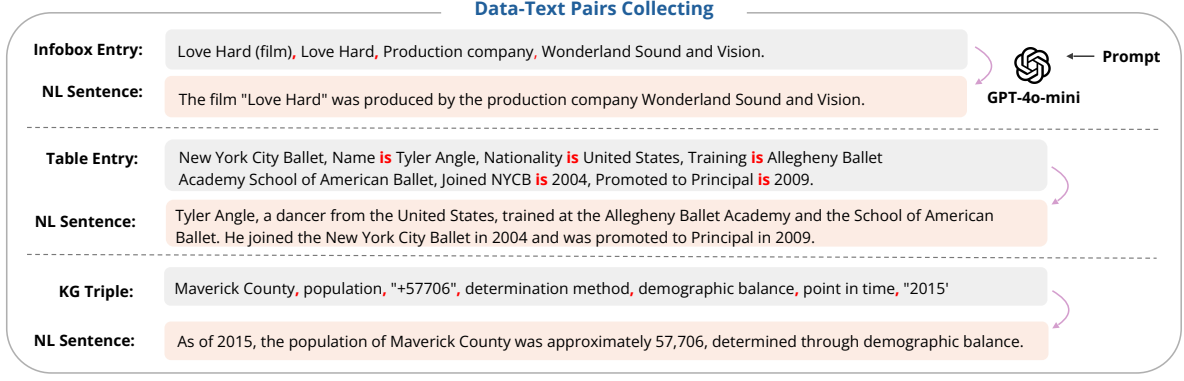 Data-Text Pairs Collecting
Infobox Entry: Love Hard (film), Love Hard, Production company, Wonderland Sound and Vision.
Prompt
NL Sentence: The film "Love Hard" was produced by the production company Wonderland Sound and Vision.
GPT-4o-mini
Table Entry: New York City Ballet, Name is Tyler Angle, Nationality is United States, Training is Allegheny Ballet
Academy School of American Ballet, Joined NYCB is 2004, Promoted to Principal is 2009.
NL Sentence: Tyler Angle, a dancer from the United States, trained at the Allegheny Ballet Academy and the School of American
Ballet. He joined the New York City Ballet in 2004 and was promoted to Principal in 2009.
KG Triple: Maverick County, population, "+57706", determination method, demographic balance, point in time, "2015'
NL Sentence: As of 2015, the population of Maverick County was approximately 57,706, determined through demographic balance.